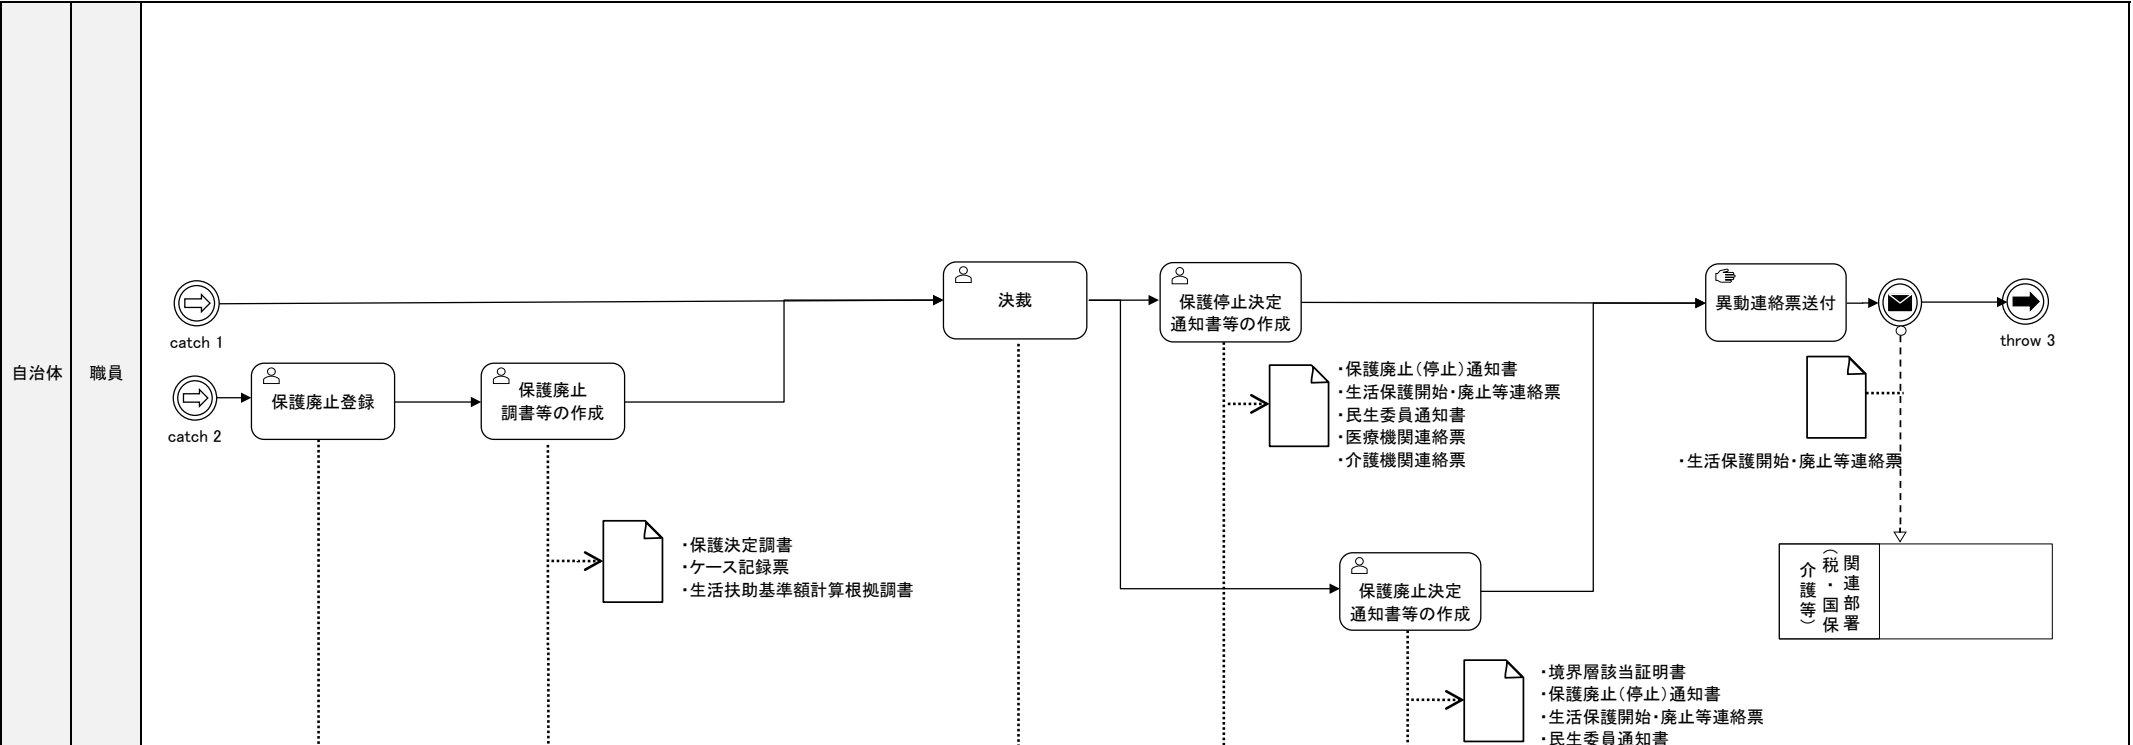 自治体
職員
catch 1
catch 2
保護廃止登録
保護廃止
調書等の作成
・保護決定調書
・ケース記録票
・生活扶助基準額計算根拠調書
決裁
保護停止決定
通知書等の作成
・保護廃止(停止)通知書
・生活保護開始・廃止等連絡票
・民生委員通知書
・医療機関連絡票
・介護機関連絡票
保護廃止決定
通知書等の作成
・境界層該当証明書
・保護廃止(停止)通知書
・生活保護開始・廃止等連絡票
・民生委員通知書
異動連絡票送付
throw 3
・生活保護開始・廃止等連絡票
関連部署
(税・国保
介護等)